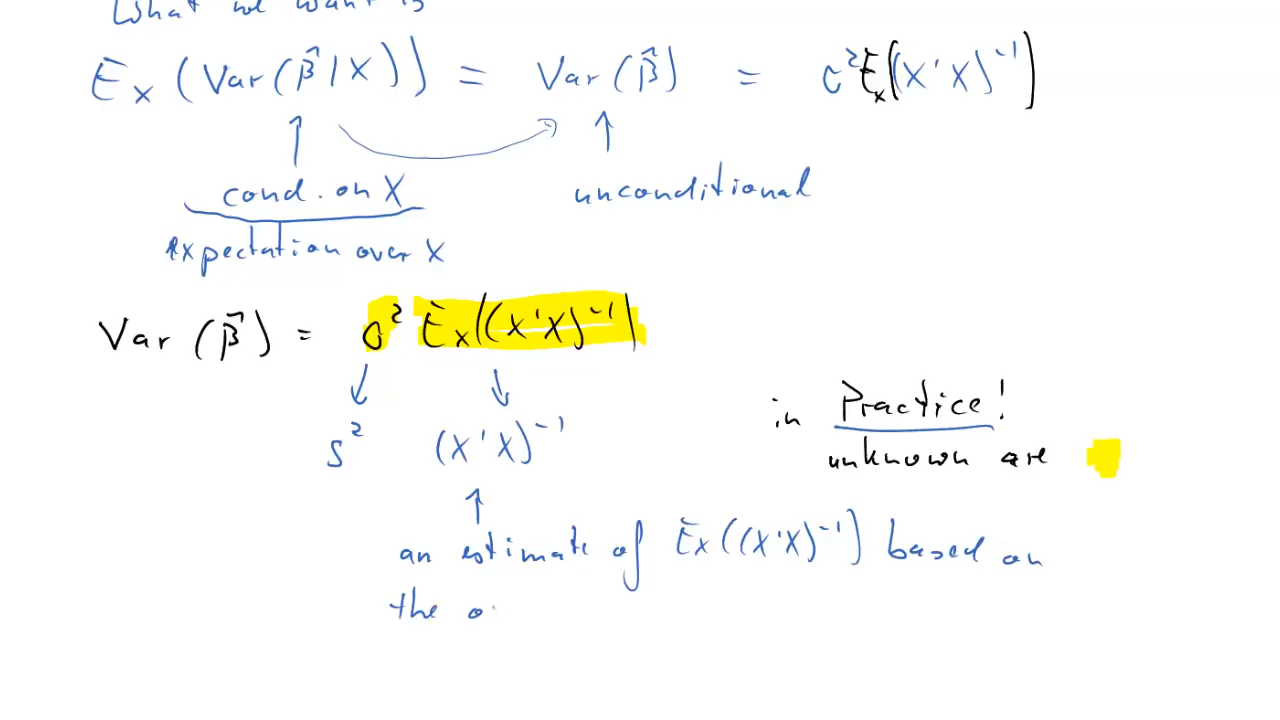 What we want is
E_X (Var(β̂|X)) = Var(β̂) = σ² E_X((X'X)⁻¹)
cond. on X
unconditional
expectation over X
Var(β̂) = σ² E_X((X'X)⁻¹)
in Practice!
s² (X'X)⁻¹
unknown are
an estimate of E_X((X'X)⁻¹) based on
the o